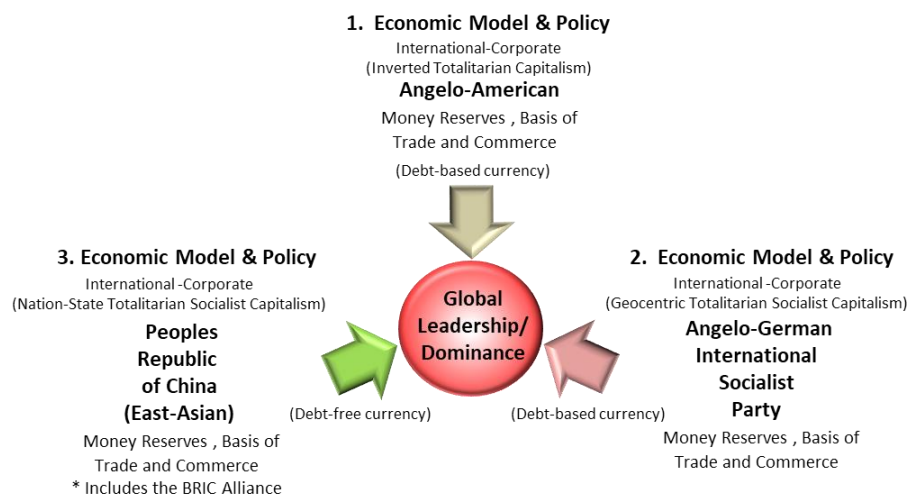 1. Economic Model & Policy
International-Corporate
(Inverted Totalitarian Capitalism)
Angelo-American
Money Reserves , Basis of
Trade and Commerce
(Debt-based currency)
3. Economic Model & Policy
International -Corporate
(Nation-State Totalitarian Socialist Capitalism)
Peoples
Republic
of China
(East-Asian)
(Debt-free currency)
Money Reserves , Basis of
Trade and Commerce
* Includes the BRIC Alliance
Global
Leadership/
Dominance
2. Economic Model & Policy
International-Corporate
(Geocentric Totalitarian Socialist Capitalism)
Angelo-German
International
Socialist
Party
(Debt-based currency)
Money Reserves , Basis of
Trade and Commerce